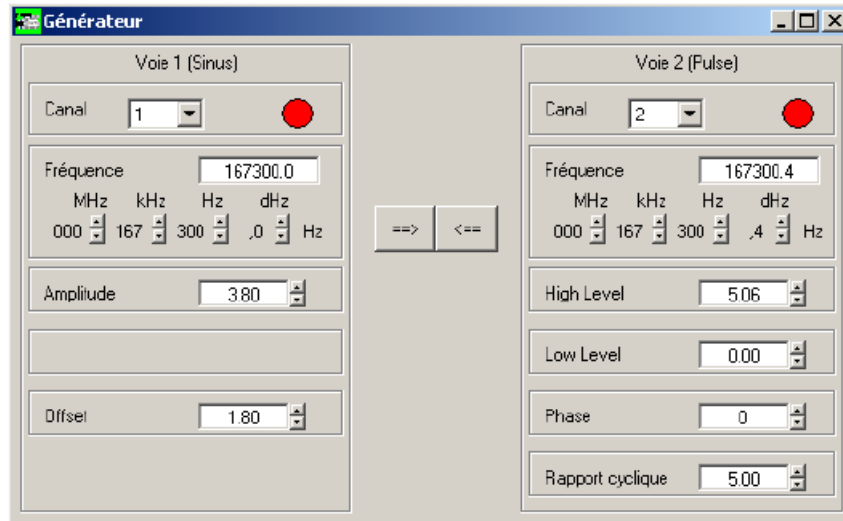 Générateur
Voie 1 (Sinus)
Canal 1
Fréquence 167300.0
MHz kHz Hz dHz
000 167 300 ,0 Hz
Amplitude 3.80
Offset 1.80
==> <==
Voie 2 (Pulse)
Canal 2
Fréquence 167300.4
MHz kHz Hz dHz
000 167 300 ,4 Hz
High Level 5.06
Low Level 0.00
Phase 0
Rapport cyclique 5.00